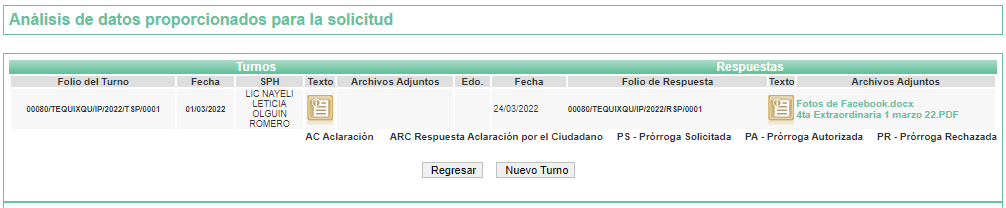 Análisis de datos proporcionados para la solicitud
Turnos Respuestas
Folio del Turno Fecha SPH Texto Archivos Adjuntos Edo. Fecha Folio de Respuesta Texto Archivos Adjuntos
00080/TEQUIXQU/IP/2022/TSP/0001 01/03/2022 LIC NAYELI LETICIA OLGUIN ROMERO 24/03/2022 00080/TEQUIXQU/IP/2022/RSP/0001 Fotos de Facebook.docx
4ta Extraordinaria 1 marzo 22.PDF
AC Aclaración ARC Respuesta Aclaración por el Ciudadano PS - Prórroga Solicitada PA - Prórroga Autorizada PR - Prórroga Rechazada
Regresar Nuevo Turno